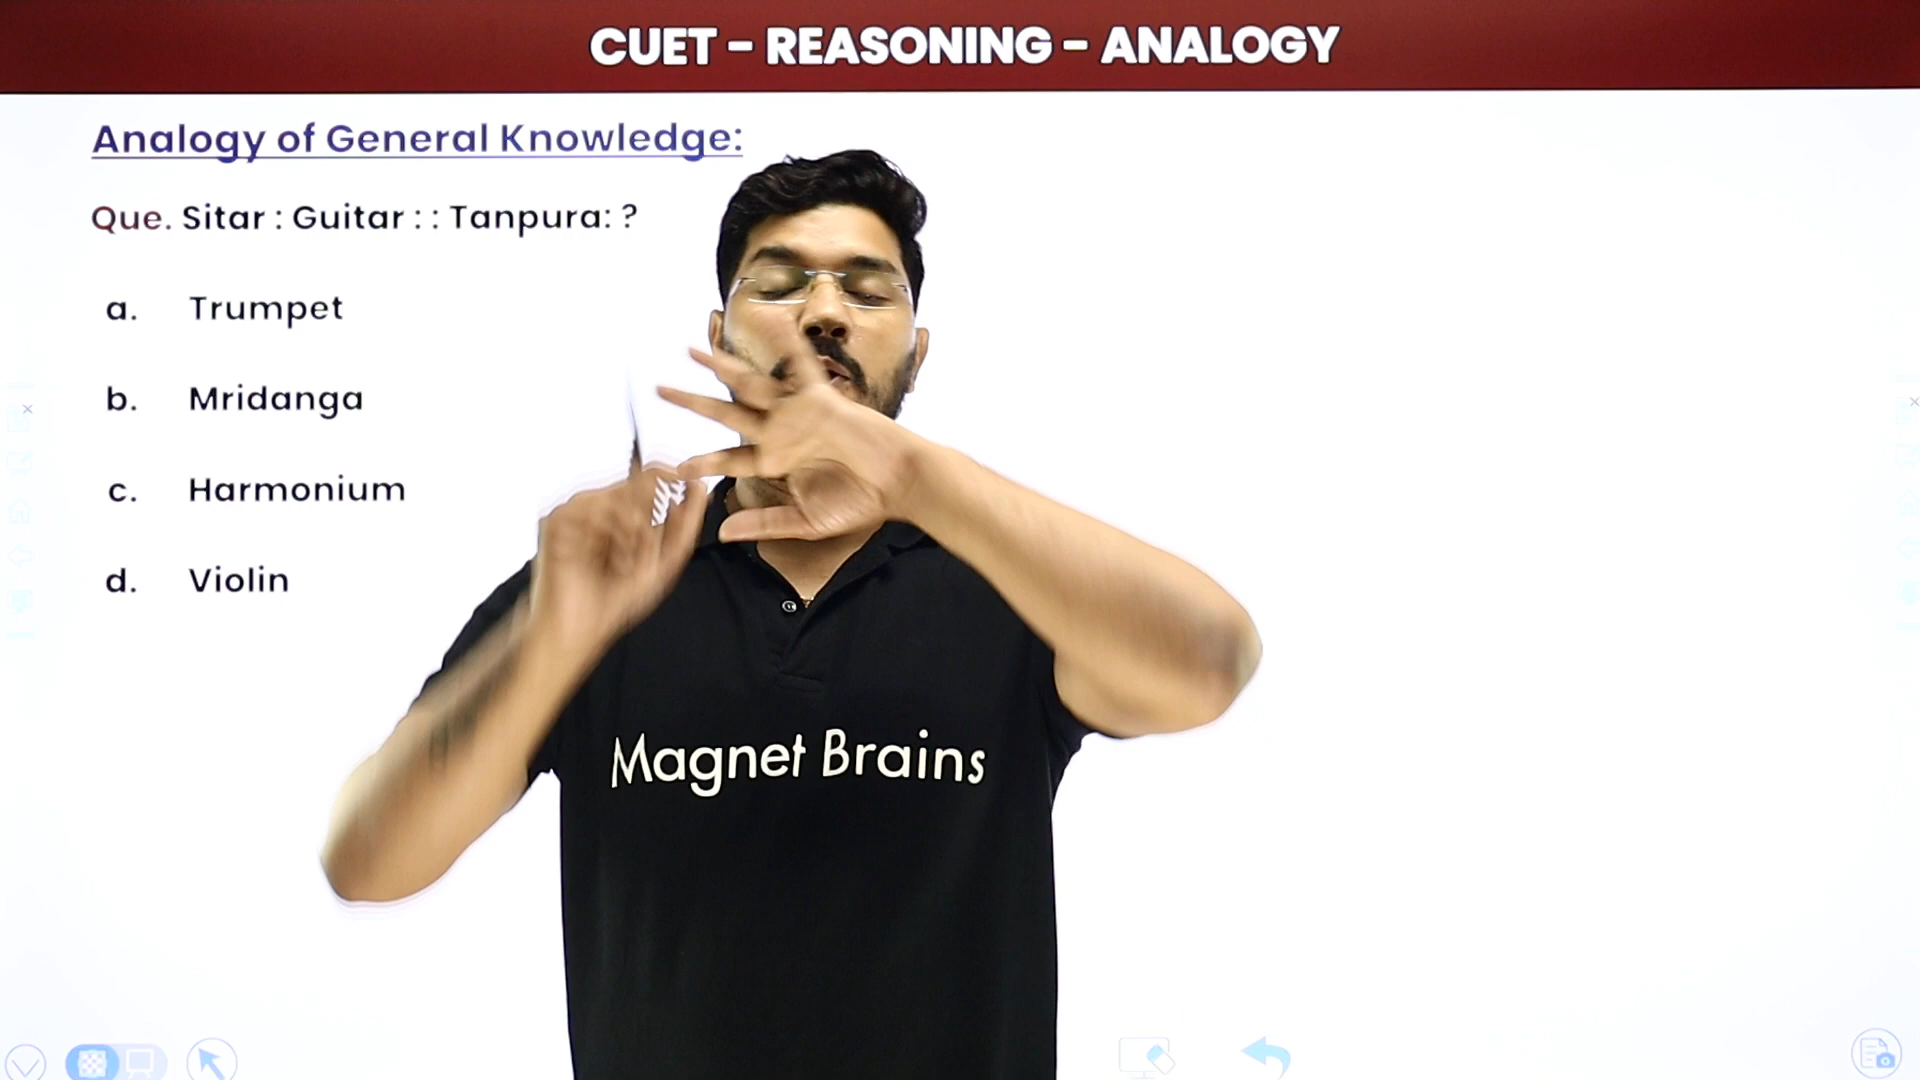 CUET - REASONING - ANALOGY
Analogy of General Knowledge:
Que. Sitar : Guitar : : Tanpura: ?
a. Trumpet
b. Mridanga
c. Harmonium
d. Violin
Magnet Brains